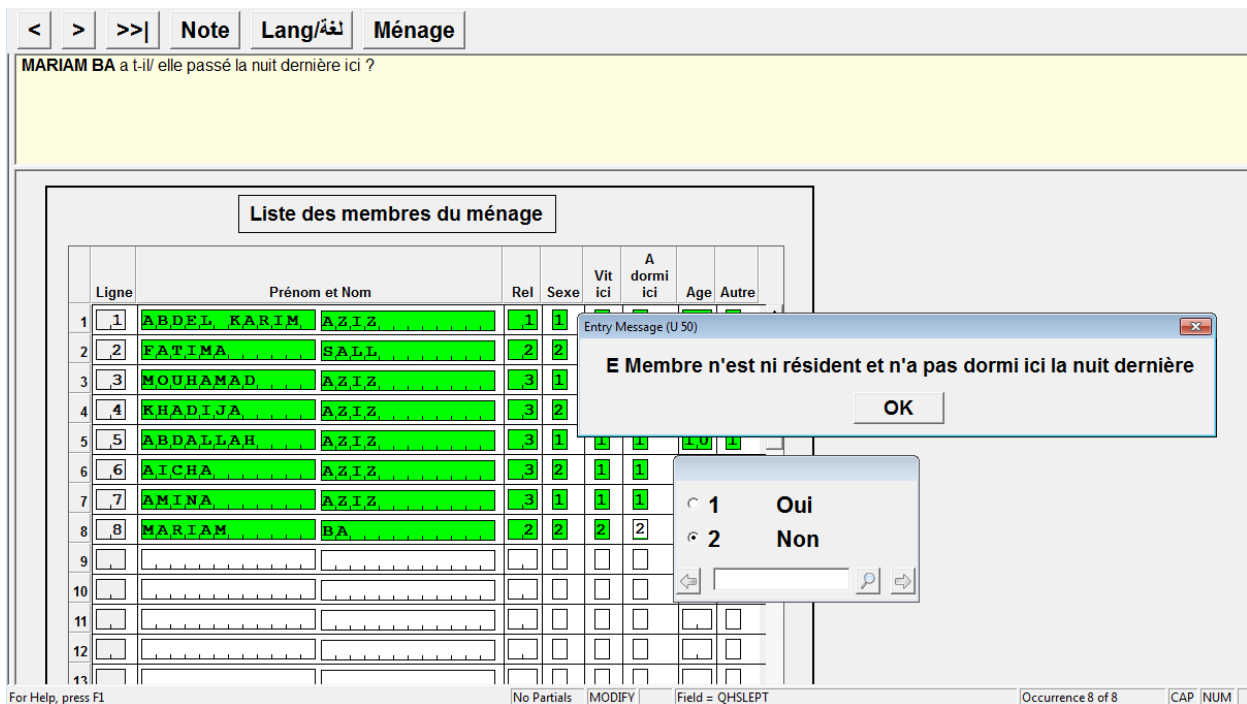 < > >>| Note Lang/لغة Ménage
MARIAM BA a t-il/ elle passé la nuit dernière ici ?
Liste des membres du ménage
Ligne Prénom et Nom Rel Sexe Vit ici A dormi ici Age Autre
1 1 ABDEL KARIM AZIZ 1 1
2 2 FATIMA SALL 2 2
3 3 MOUHAMAD AZIZ 3 1
4 4 KHADIJA AZIZ 3 2
5 5 ABDALLAH AZIZ 3 1 1 1 10 1
6 6 AICHA AZIZ 3 2 1 1
7 7 AMINA AZIZ 3 1 1 1
8 8 MARIAM BA 2 2 2 2
9
10
11
12
13
Entry Message (U 50)
E Membre n'est ni résident et n'a pas dormi ici la nuit dernière
OK
1 Oui
2 Non
For Help, press F1 No Partials MODIFY Field = QHSLEPT Occurrence 8 of 8 CAP NUM